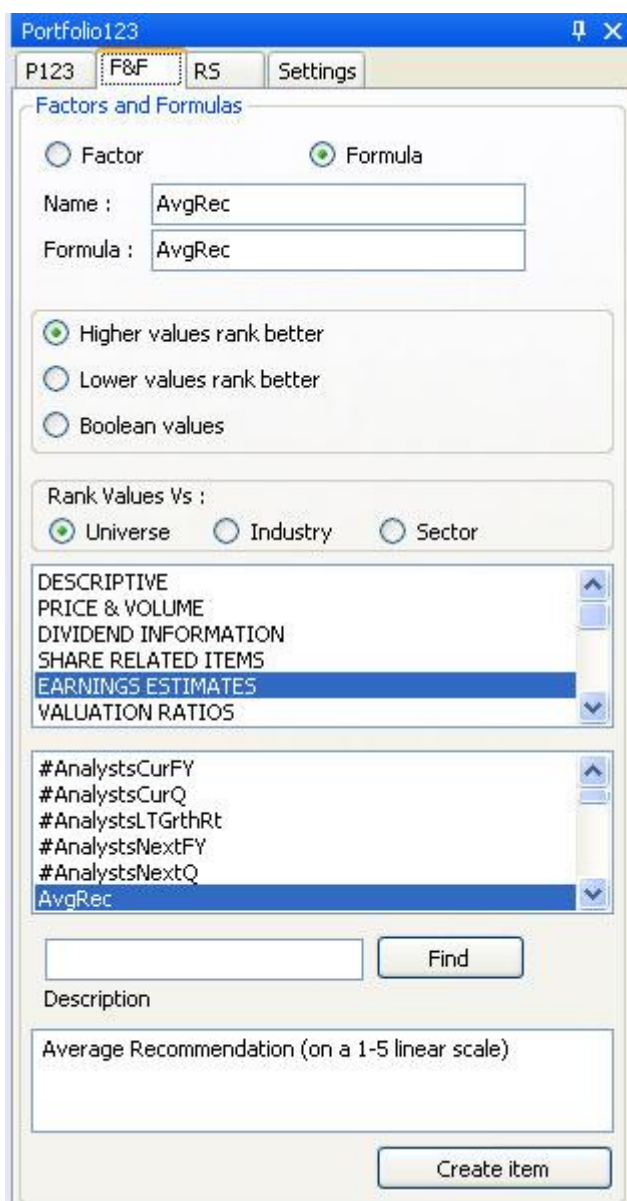 Portfolio123
P123 F&F RS Settings
Factors and Formulas
Factor Formula
Name : AvgRec
Formula : AvgRec
Higher values rank better
Lower values rank better
Boolean values
Rank Values Vs :
Universe Industry Sector
DESCRIPTIVE
PRICE & VOLUME
DIVIDEND INFORMATION
SHARE RELATED ITEMS
EARNINGS ESTIMATES
VALUATION RATIOS
#AnalystsCurFY
#AnalystsCurQ
#AnalystsLTGrthRt
#AnalystsNextFY
#AnalystsNextQ
AvgRec
Find
Description
Average Recommendation (on a 1-5 linear scale)
Create item